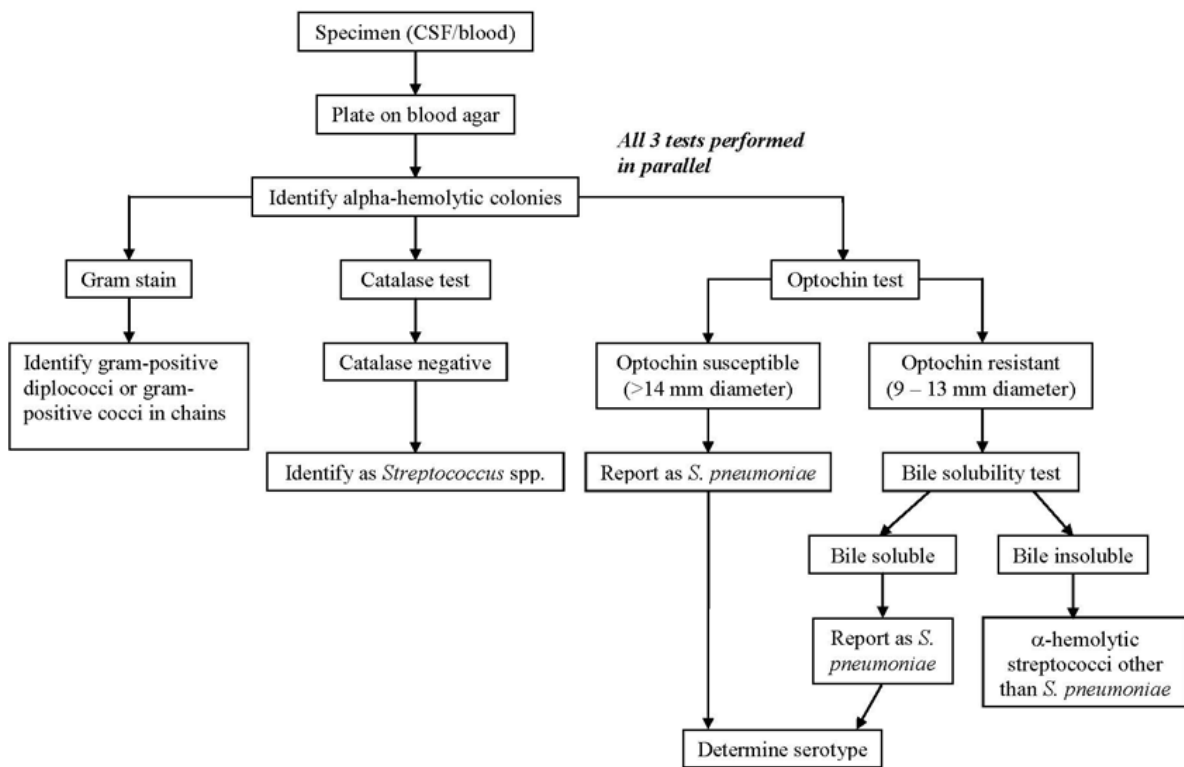 Specimen (CSF/blood)
Plate on blood agar
All 3 tests performed
in parallel
Identify alpha-hemolytic colonies
Gram stain
Catalase test
Optochin test
Identify gram-positive
diplococci or gram-
positive cocci in chains
Catalase negative
Optochin susceptible
(>14 mm diameter)
Optochin resistant
(9 – 13 mm diameter)
Identify as Streptococcus spp.
Report as S. pneumoniae
Bile solubility test
Bile soluble
Bile insoluble
Report as S.
pneumoniae
α-hemolytic
streptococci other
than S. pneumoniae
Determine serotype